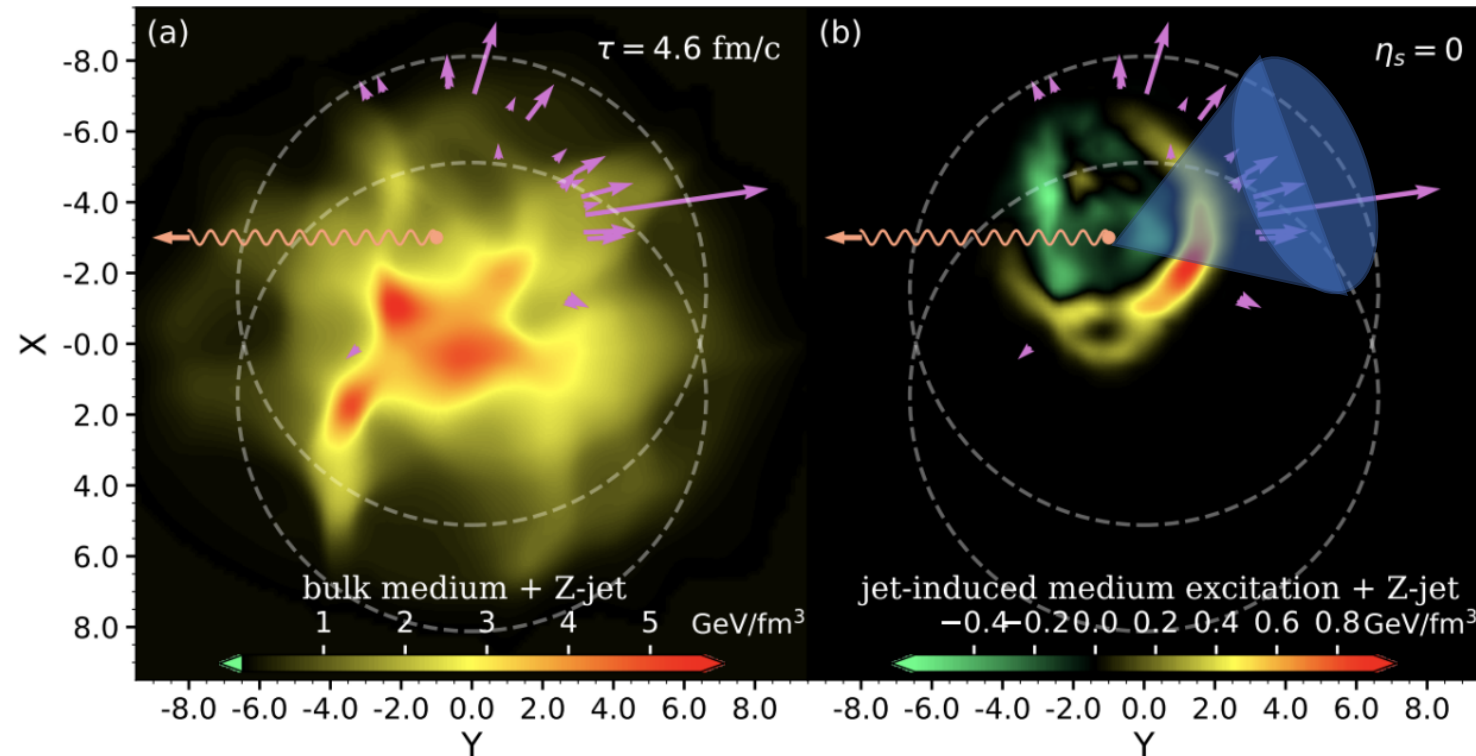 (a)
τ = 4.6 fm/c
(b)
ηs = 0
-8.0
-6.0
-4.0
-2.0
-0.0
2.0
4.0
6.0
8.0
X
bulk medium + Z-jet
1 2 3 4 5 GeV/fm³
jet-induced medium excitation + Z-jet
−0.4 −0.2 0.0 0.2 0.4 0.6 0.8 GeV/fm³
-8.0 -6.0 -4.0 -2.0 0.0 2.0 4.0 6.0 8.0
-8.0 -6.0 -4.0 -2.0 0.0 2.0 4.0 6.0 8.0
Y
Y